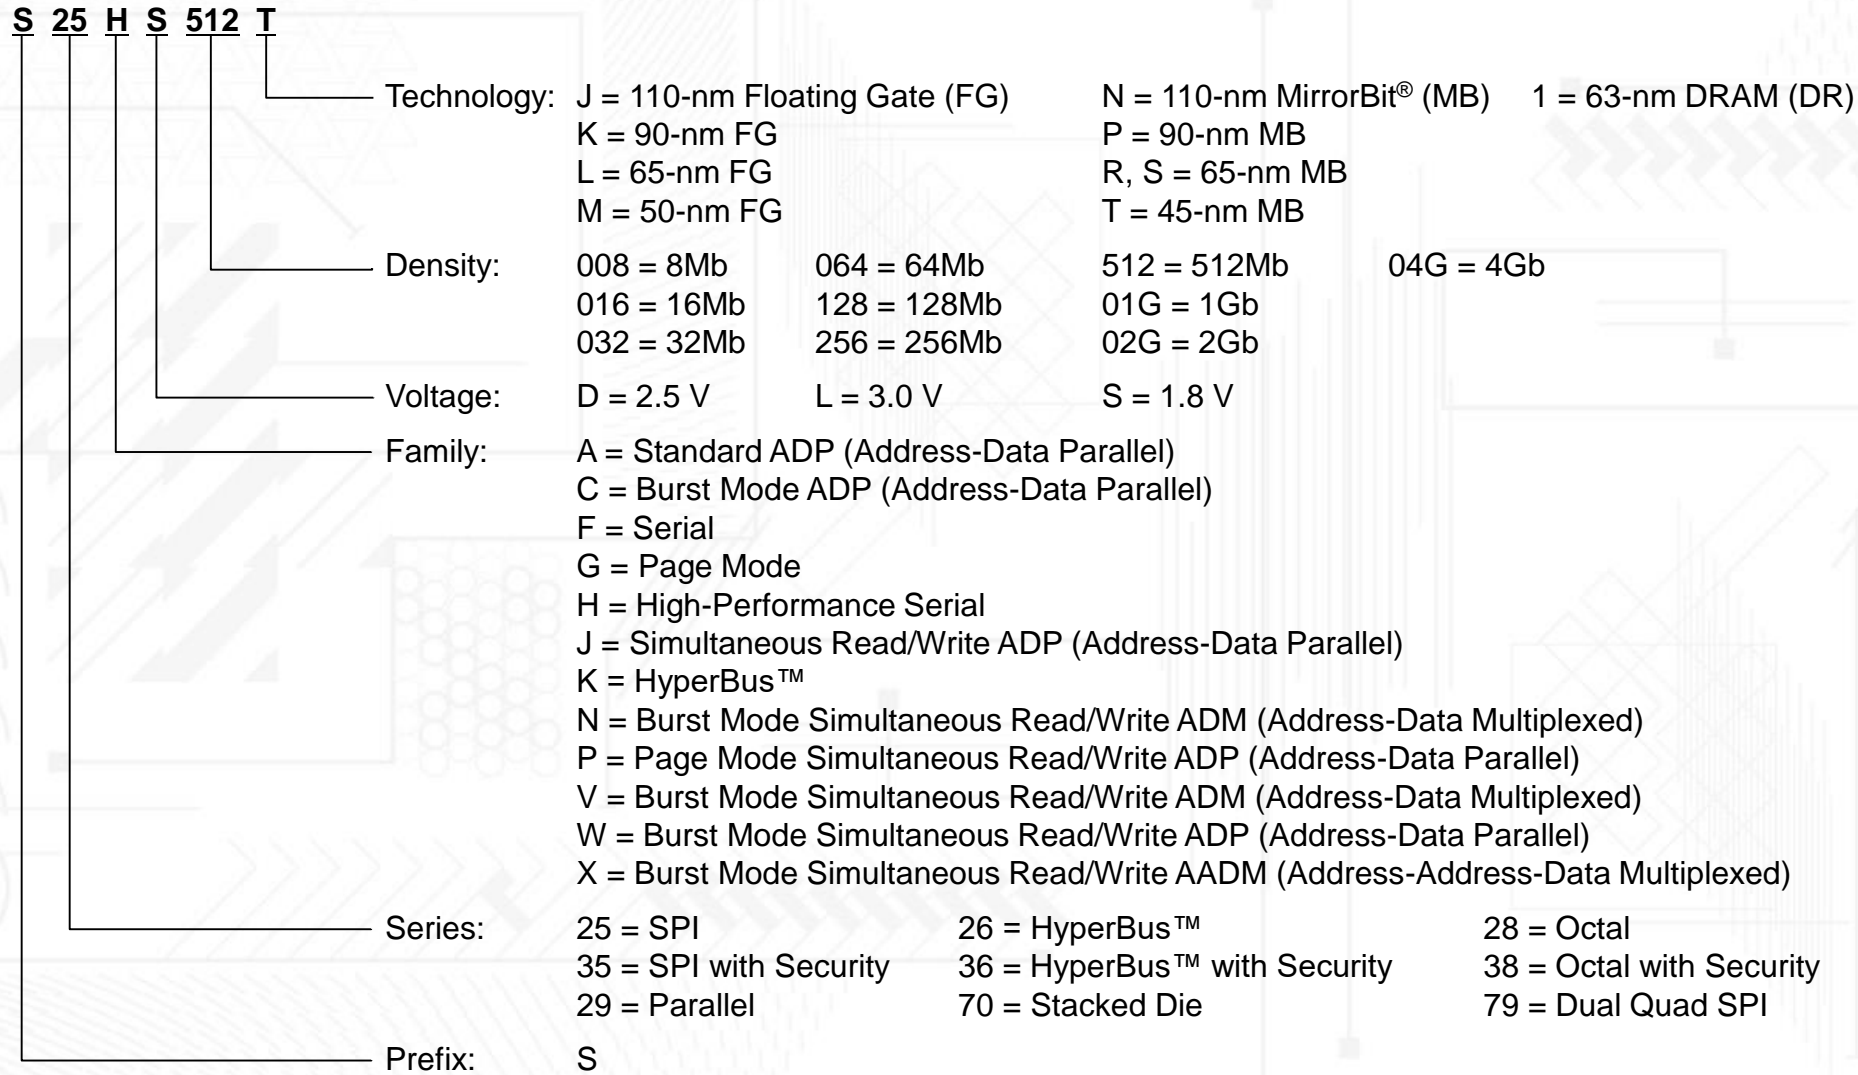 S 25 H S 512 T
Technology: J = 110-nm Floating Gate (FG) N = 110-nm MirrorBit® (MB) 1 = 63-nm DRAM (DR)
K = 90-nm FG P = 90-nm MB
L = 65-nm FG R, S = 65-nm MB
M = 50-nm FG T = 45-nm MB
Density: 008 = 8Mb 064 = 64Mb 512 = 512Mb 04G = 4Gb
016 = 16Mb 128 = 128Mb 01G = 1Gb
032 = 32Mb 256 = 256Mb 02G = 2Gb
Voltage: D = 2.5 V L = 3.0 V S = 1.8 V
Family: A = Standard ADP (Address-Data Parallel)
C = Burst Mode ADP (Address-Data Parallel)
F = Serial
G = Page Mode
H = High-Performance Serial
J = Simultaneous Read/Write ADP (Address-Data Parallel)
K = HyperBus™
N = Burst Mode Simultaneous Read/Write ADM (Address-Data Multiplexed)
P = Page Mode Simultaneous Read/Write ADP (Address-Data Parallel)
V = Burst Mode Simultaneous Read/Write ADM (Address-Data Multiplexed)
W = Burst Mode Simultaneous Read/Write ADP (Address-Data Parallel)
X = Burst Mode Simultaneous Read/Write AADM (Address-Address-Data Multiplexed)
Series: 25 = SPI 26 = HyperBus™ 28 = Octal
35 = SPI with Security 36 = HyperBus™ with Security 38 = Octal with Security
29 = Parallel 70 = Stacked Die 79 = Dual Quad SPI
Prefix: S